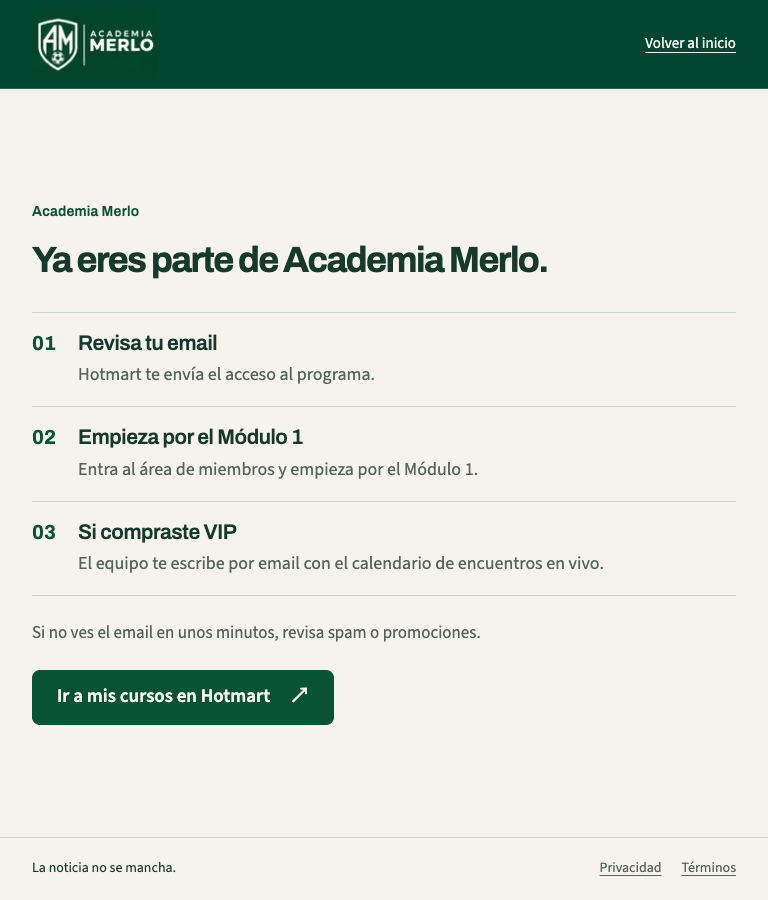 AM
ACADEMIA
MERLO
Volver al inicio
Academia Merlo
Ya eres parte de Academia Merlo.
01 Revisa tu email
Hotmart te envía el acceso al programa.
02 Empieza por el Módulo 1
Entra al área de miembros y empieza por el Módulo 1.
03 Si compraste VIP
El equipo te escribe por email con el calendario de encuentros en vivo.
Si no ves el email en unos minutos, revisa spam o promociones.
Ir a mis cursos en Hotmart ↗
La noticia no se mancha.
Privacidad Términos